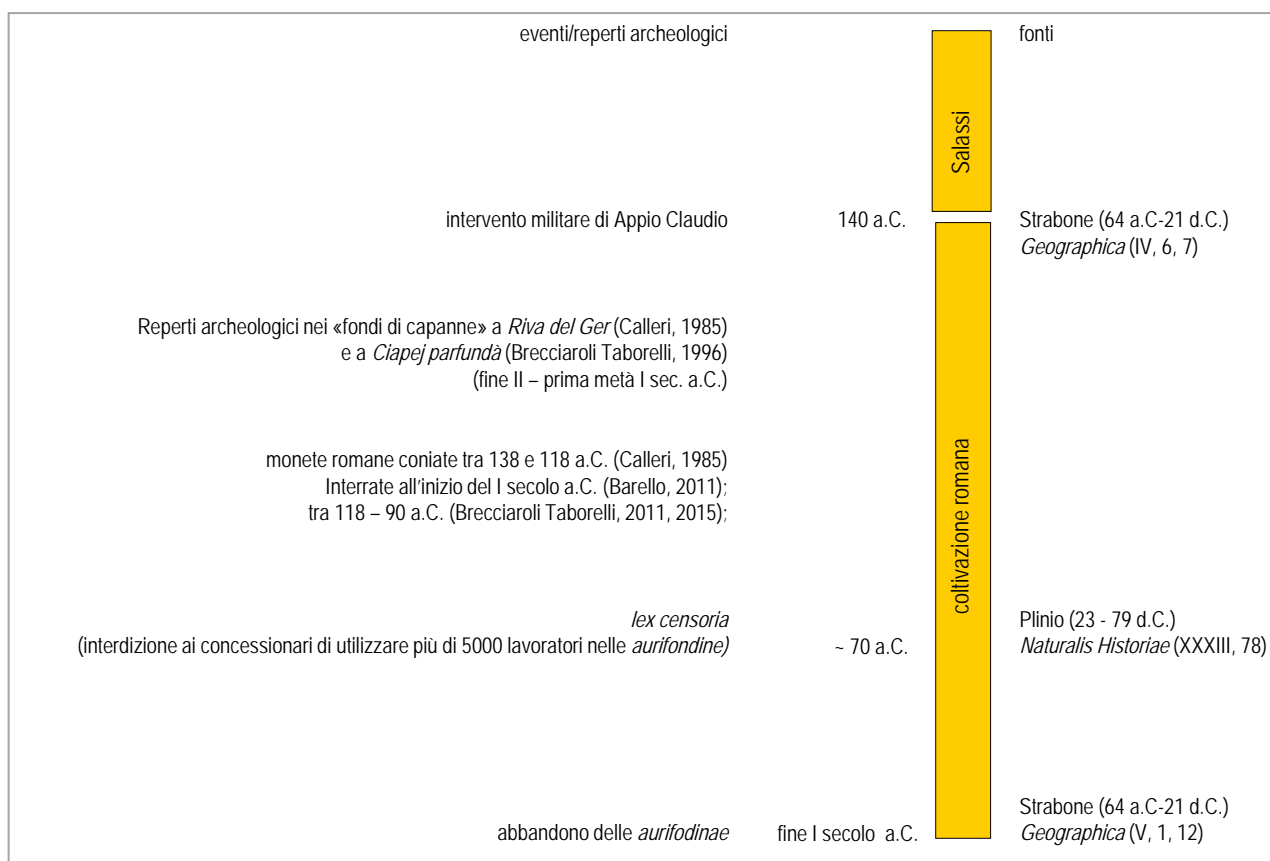 eventi/reperti archeologici
fonti
Salassi
intervento militare di Appio Claudio
140 a.C.
Strabone (64 a.C-21 d.C.)
Geographica (IV, 6, 7)
Reperti archeologici nei «fondi di capanne» a Riva del Ger (Calleri, 1985)
e a Ciapej parfundà (Brecciaroli Taborelli, 1996)
(fine II – prima metà I sec. a.C.)
monete romane coniate tra 138 e 118 a.C. (Calleri, 1985)
Interrate all'inizio del I secolo a.C. (Barello, 2011);
tra 118 – 90 a.C. (Brecciaroli Taborelli, 2011, 2015);
coltivazione romana
lex censoria
(interdizione ai concessionari di utilizzare più di 5000 lavoratori nelle aurifondine)
~ 70 a.C.
Plinio (23 - 79 d.C.)
Naturalis Historiae (XXXIII, 78)
abbandono delle aurifodinae
fine I secolo a.C.
Strabone (64 a.C-21 d.C.)
Geographica (V, 1, 12)